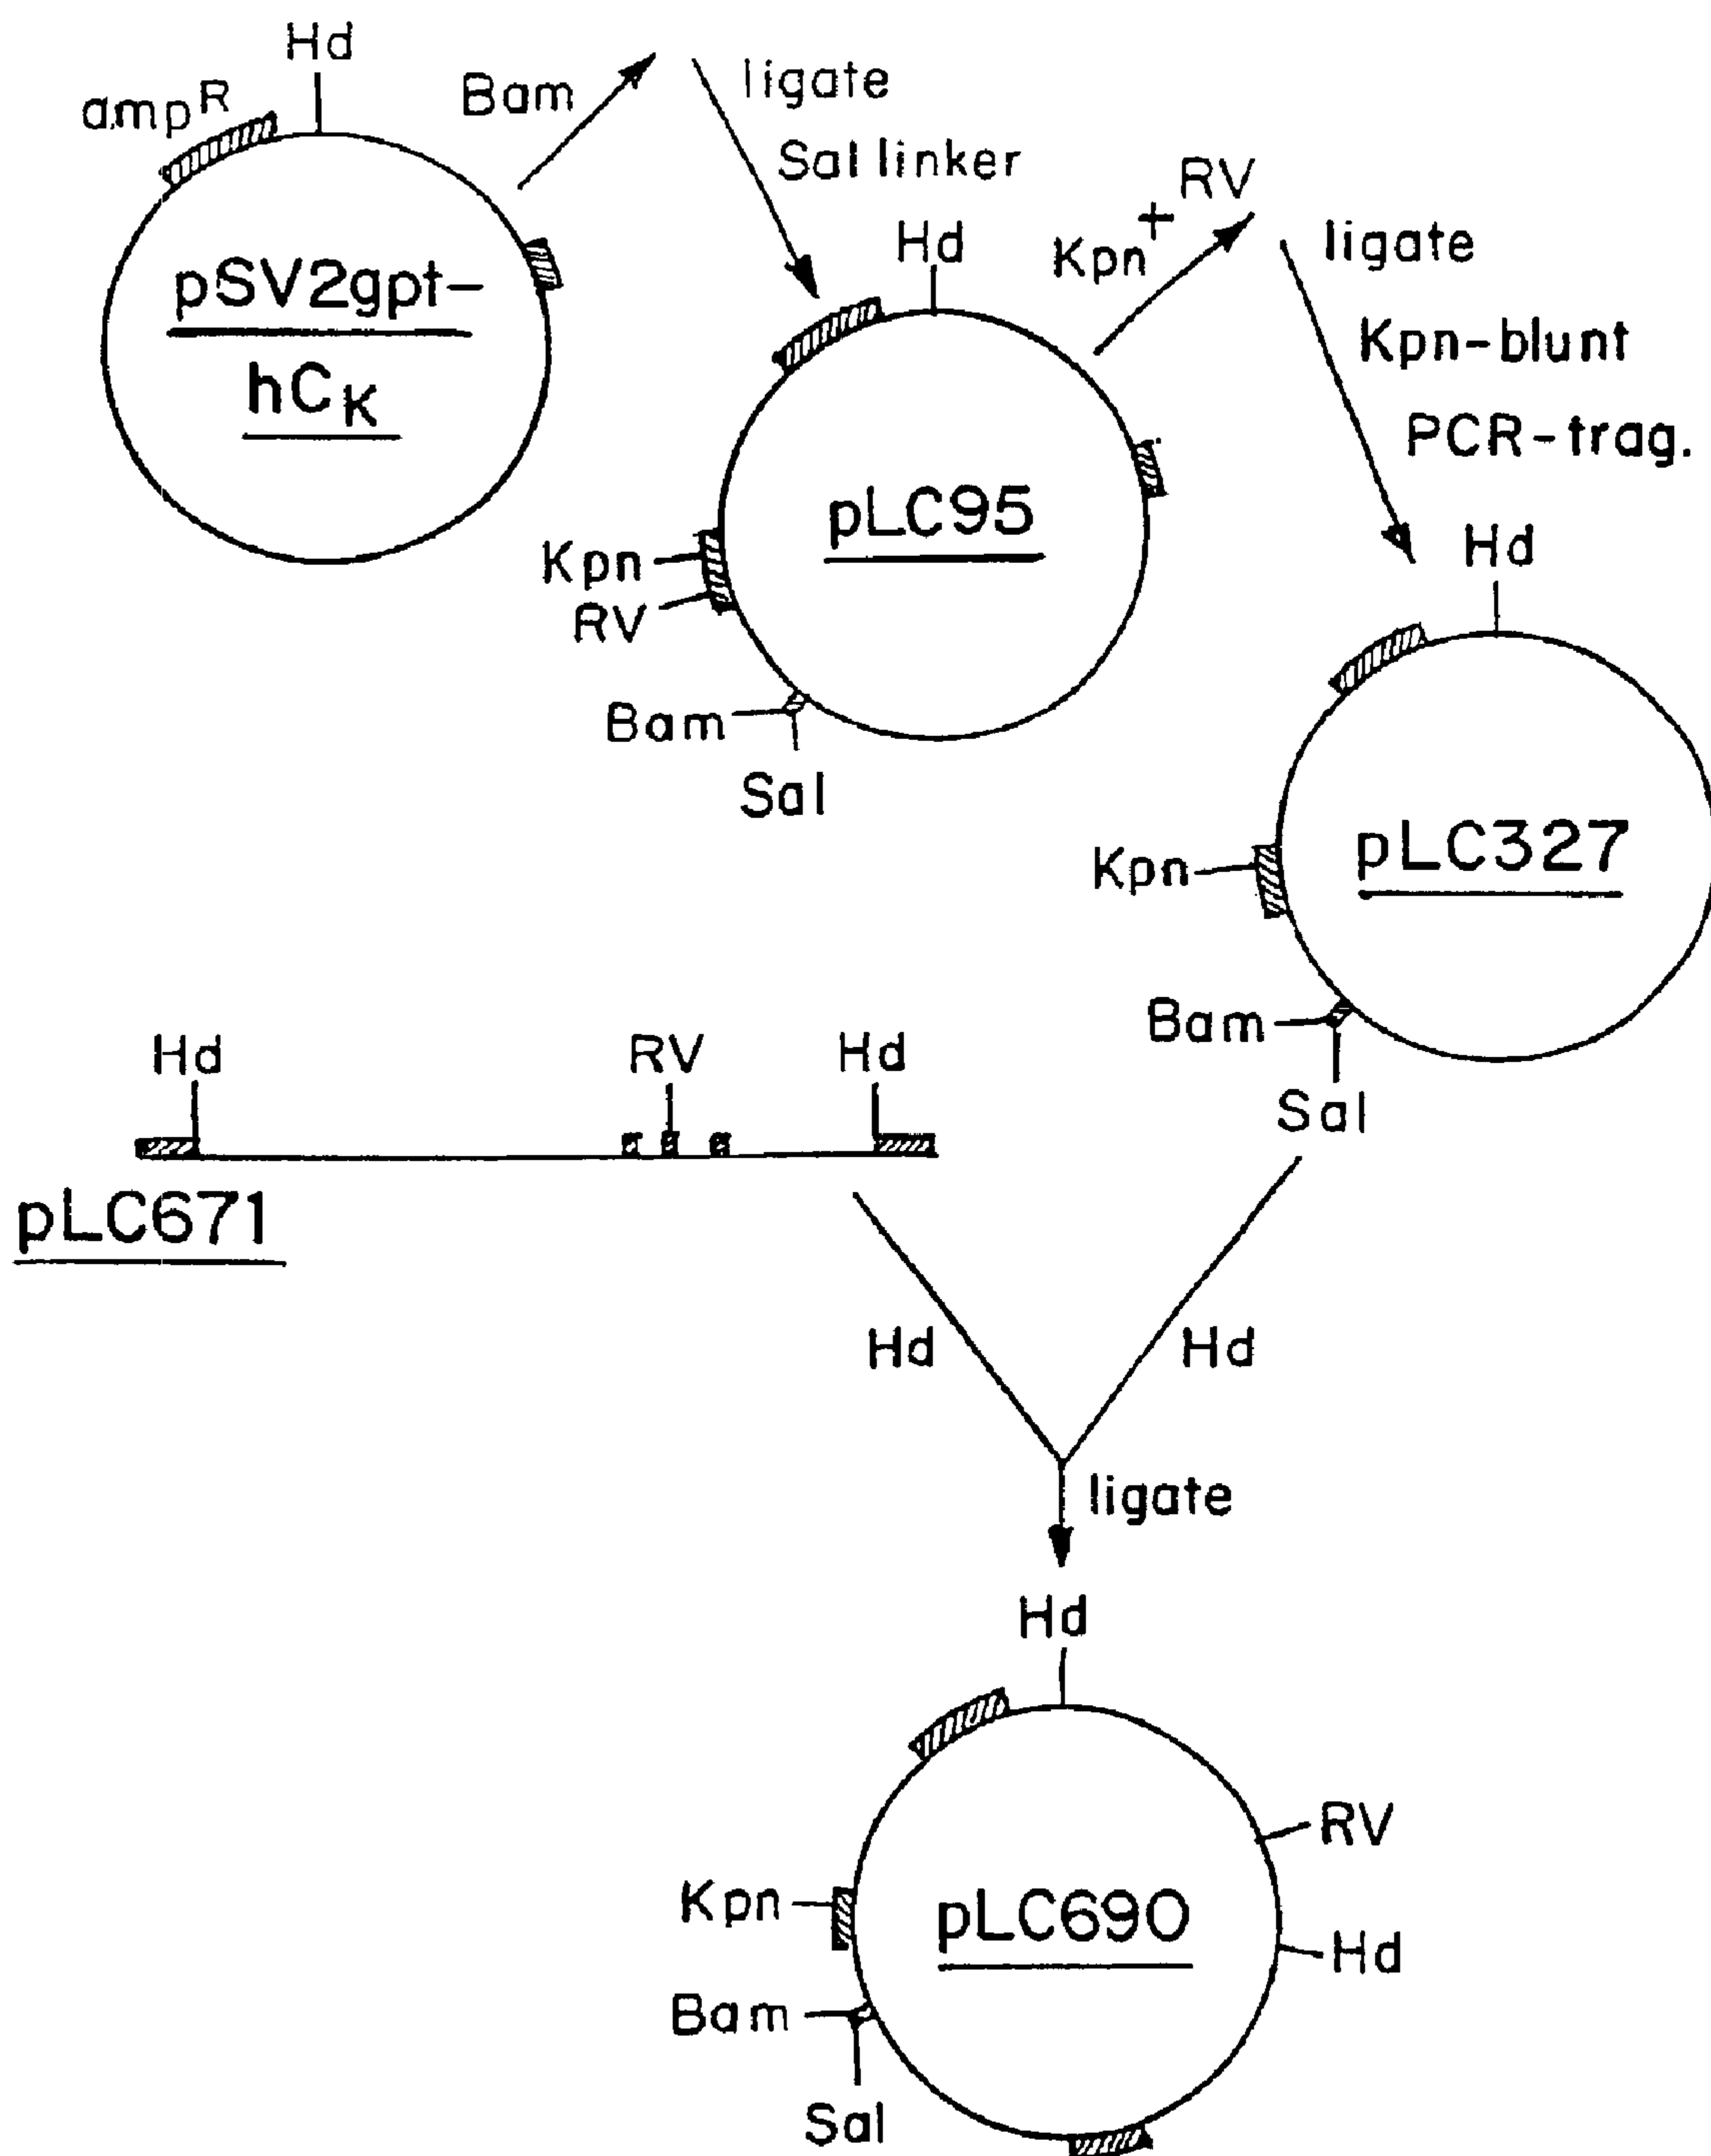 Hd
ampR
Bam
ligate
Sal linker
pSV2gpt-
hCK
Hd
Kpn + RV
ligate
Kpn-blunt
PCR-trag.
pLC95
Kpn
RV
Bam
Sal
Hd
pLC327
Kpn
Bam
Sal
Hd
RV
Hd
pLC671
Hd
Hd
ligate
Hd
RV
Kpn
pLC690
Hd
Bam
Sal